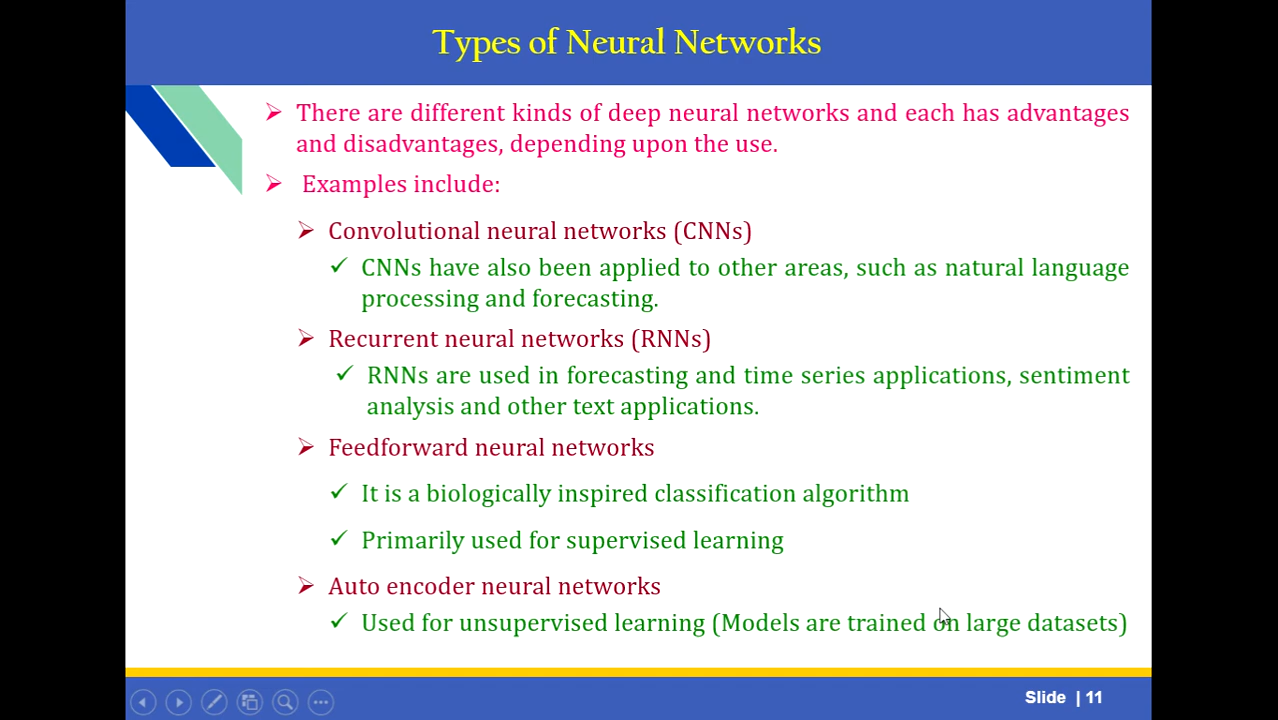 Types of Neural Networks
There are different kinds of deep neural networks and each has advantages
and disadvantages, depending upon the use.
Examples include:
Convolutional neural networks (CNNs)
CNNs have also been applied to other areas, such as natural language
processing and forecasting.
Recurrent neural networks (RNNs)
RNNs are used in forecasting and time series applications, sentiment
analysis and other text applications.
Feedforward neural networks
It is a biologically inspired classification algorithm
Primarily used for supervised learning
Auto encoder neural networks
Used for unsupervised learning (Models are trained on large datasets)
Slide | 11